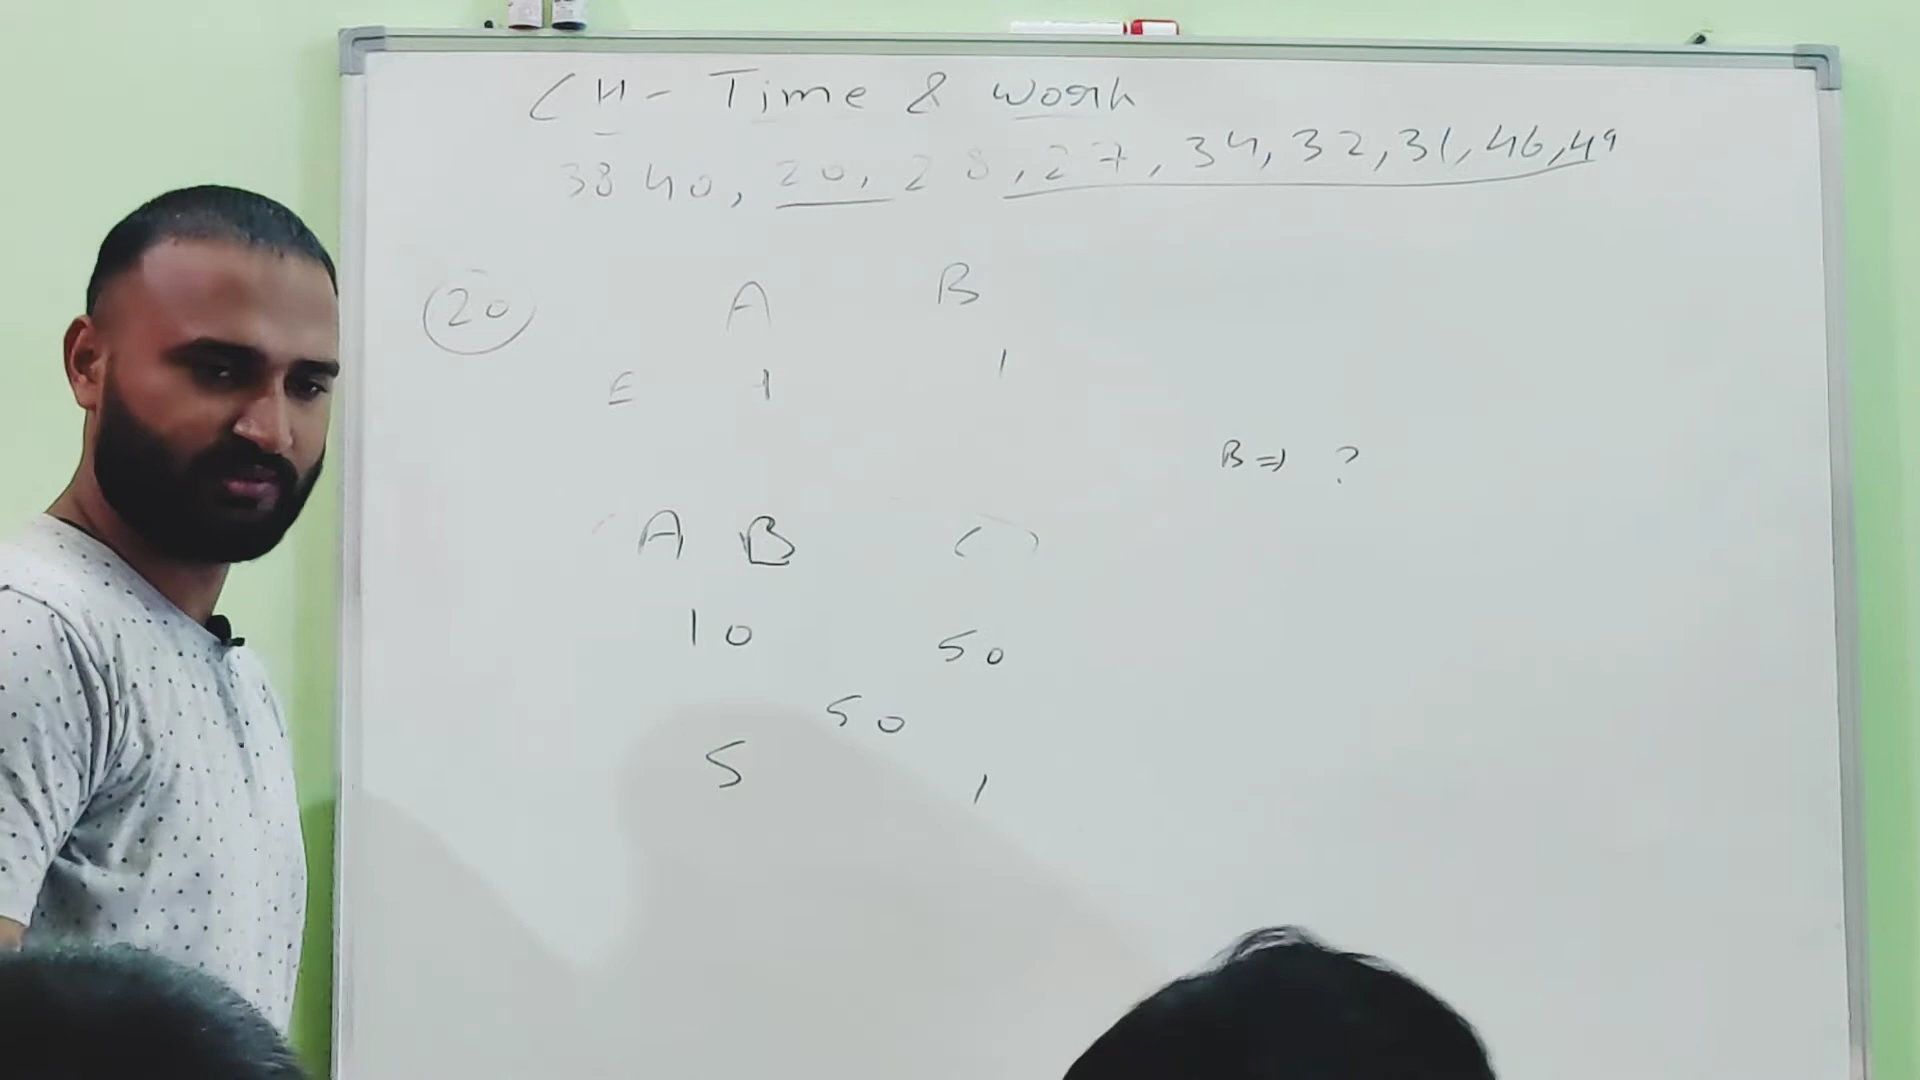 CH - Time & Work
38 40, 20, 28, 27, 34, 32, 31, 46, 49
20 A B
E 1 1
B => ?
A B C
10 50
50
5 1